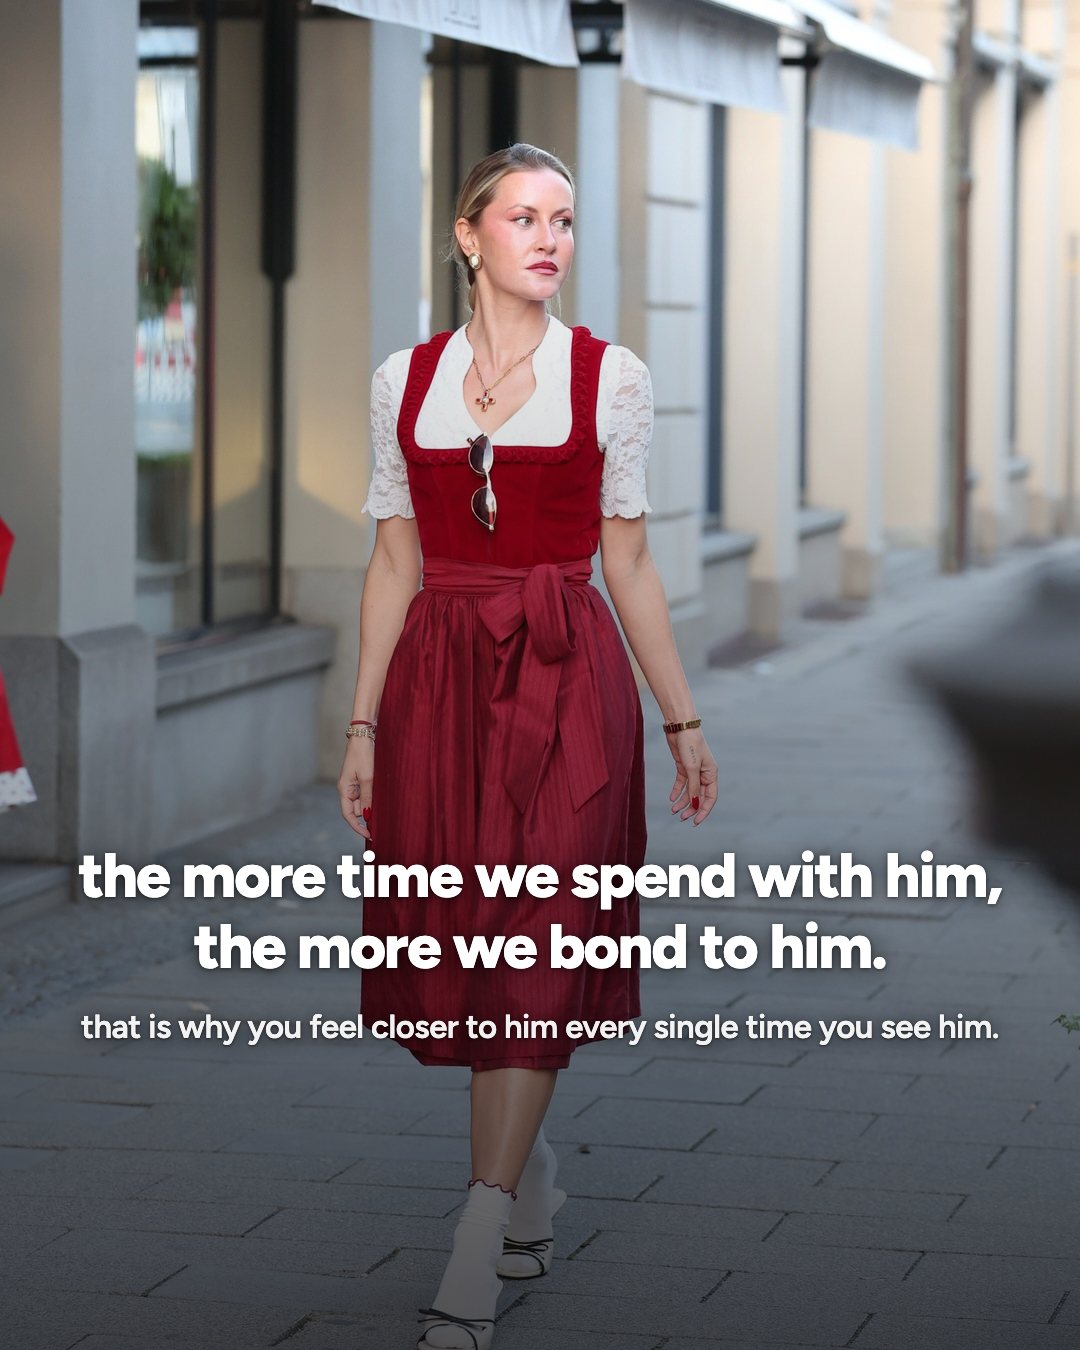 the more time we spend with him,
the more we bond to him.
that is why you feel closer to him every single time you see him.